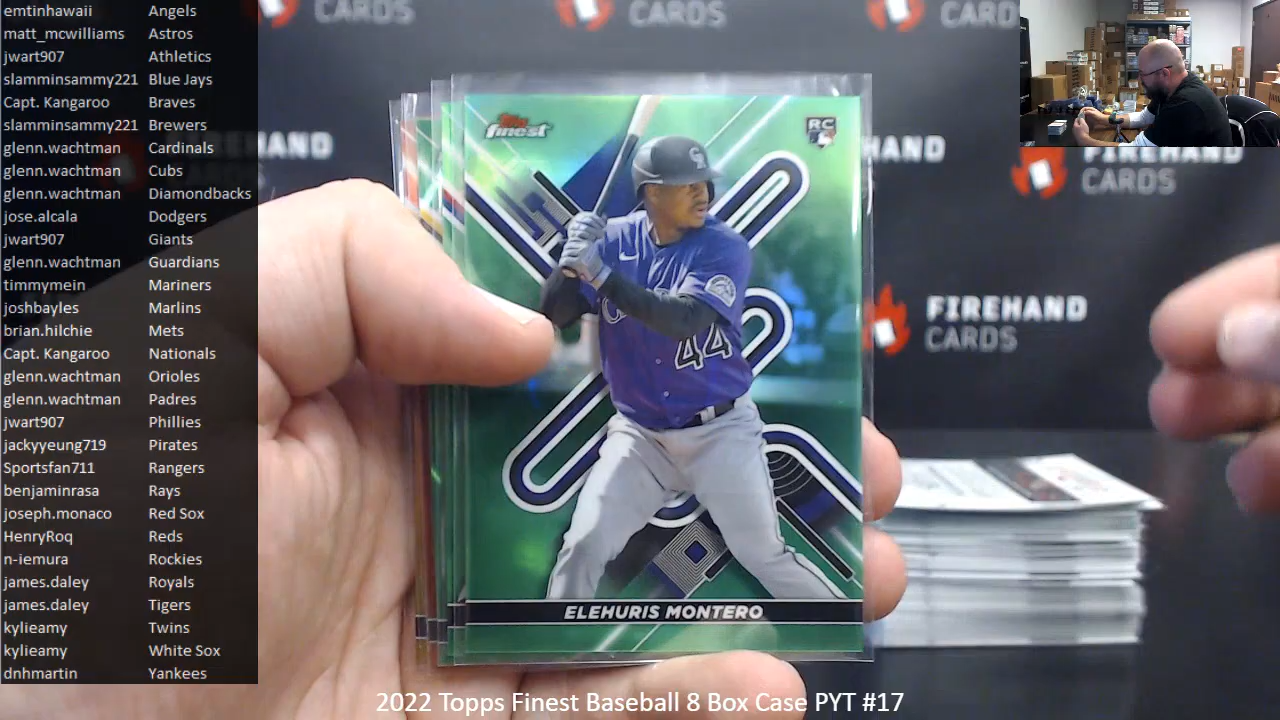 emtinhawaii Angels
matt_mcwilliams Astros
jwart907 Athletics
slamminsammy221 Blue Jays
Capt. Kangaroo Braves
slamminsammy221 Brewers
glenn.wachtman Cardinals
glenn.wachtman Cubs
glenn.wachtman Diamondbacks
jose.alcala Dodgers
jwart907 Giants
glenn.wachtman Guardians
timmymein Mariners
joshbayles Marlins
brian.hilchie Mets
Capt. Kangaroo Nationals
glenn.wachtman Orioles
glenn.wachtman Padres
jwart907 Phillies
jackyyeung719 Pirates
Sportsfan711 Rangers
benjaminrasa Rays
joseph.monaco Red Sox
HenryRoq Reds
n-iemura Rockies
james.daley Royals
james.daley Tigers
kylieamy Twins
kylieamy White Sox
dnhmartin Yankees
CARDS
CARDS
CARDS
HAND
HAND
CARDS
FIREHAND
CARDS
Topps
finest
RC
CR
44
ELEHURIS MONTERO
2022 Topps Finest Baseball 8 Box Case PYT #17